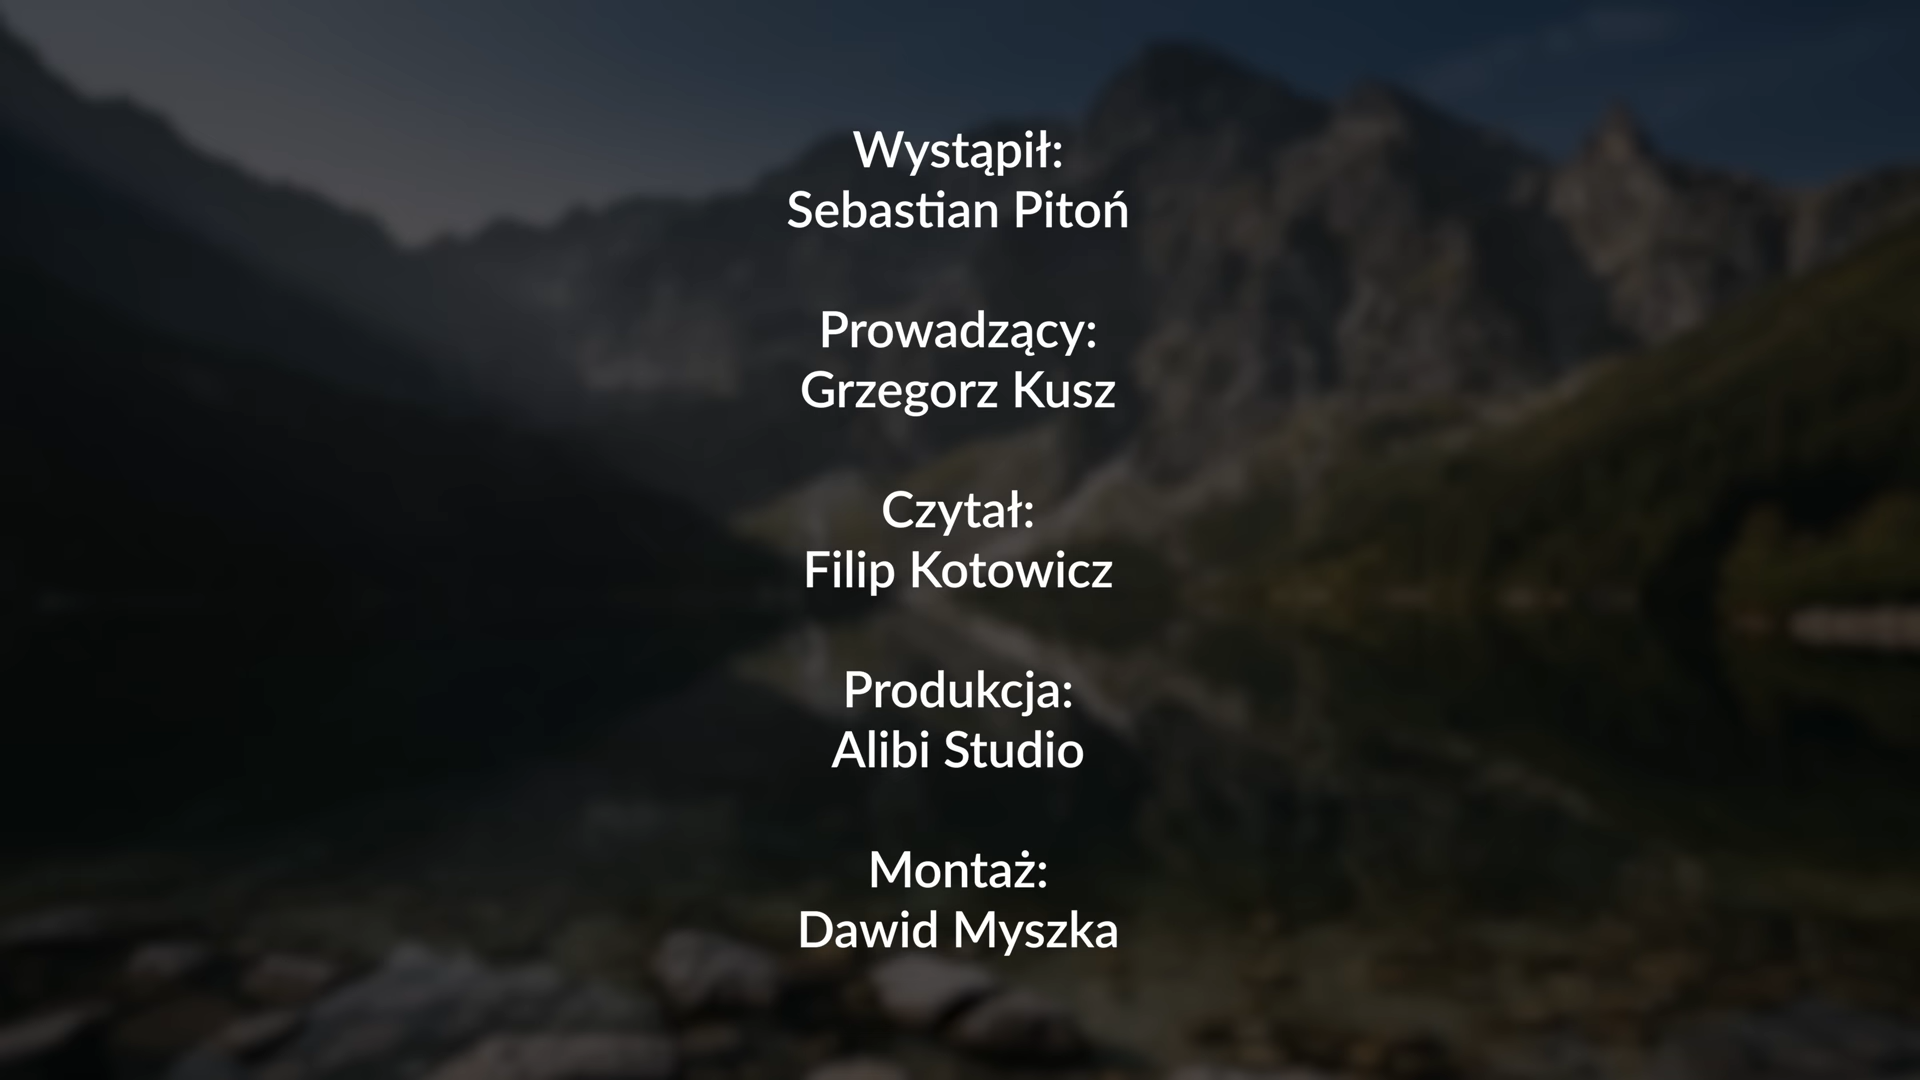 Wystąpił:
Sebastian Pitoń
Prowadzący:
Grzegorz Kusz
Czytał:
Filip Kotowicz
Produkcja:
Alibi Studio
Montaż:
Dawid Myszka